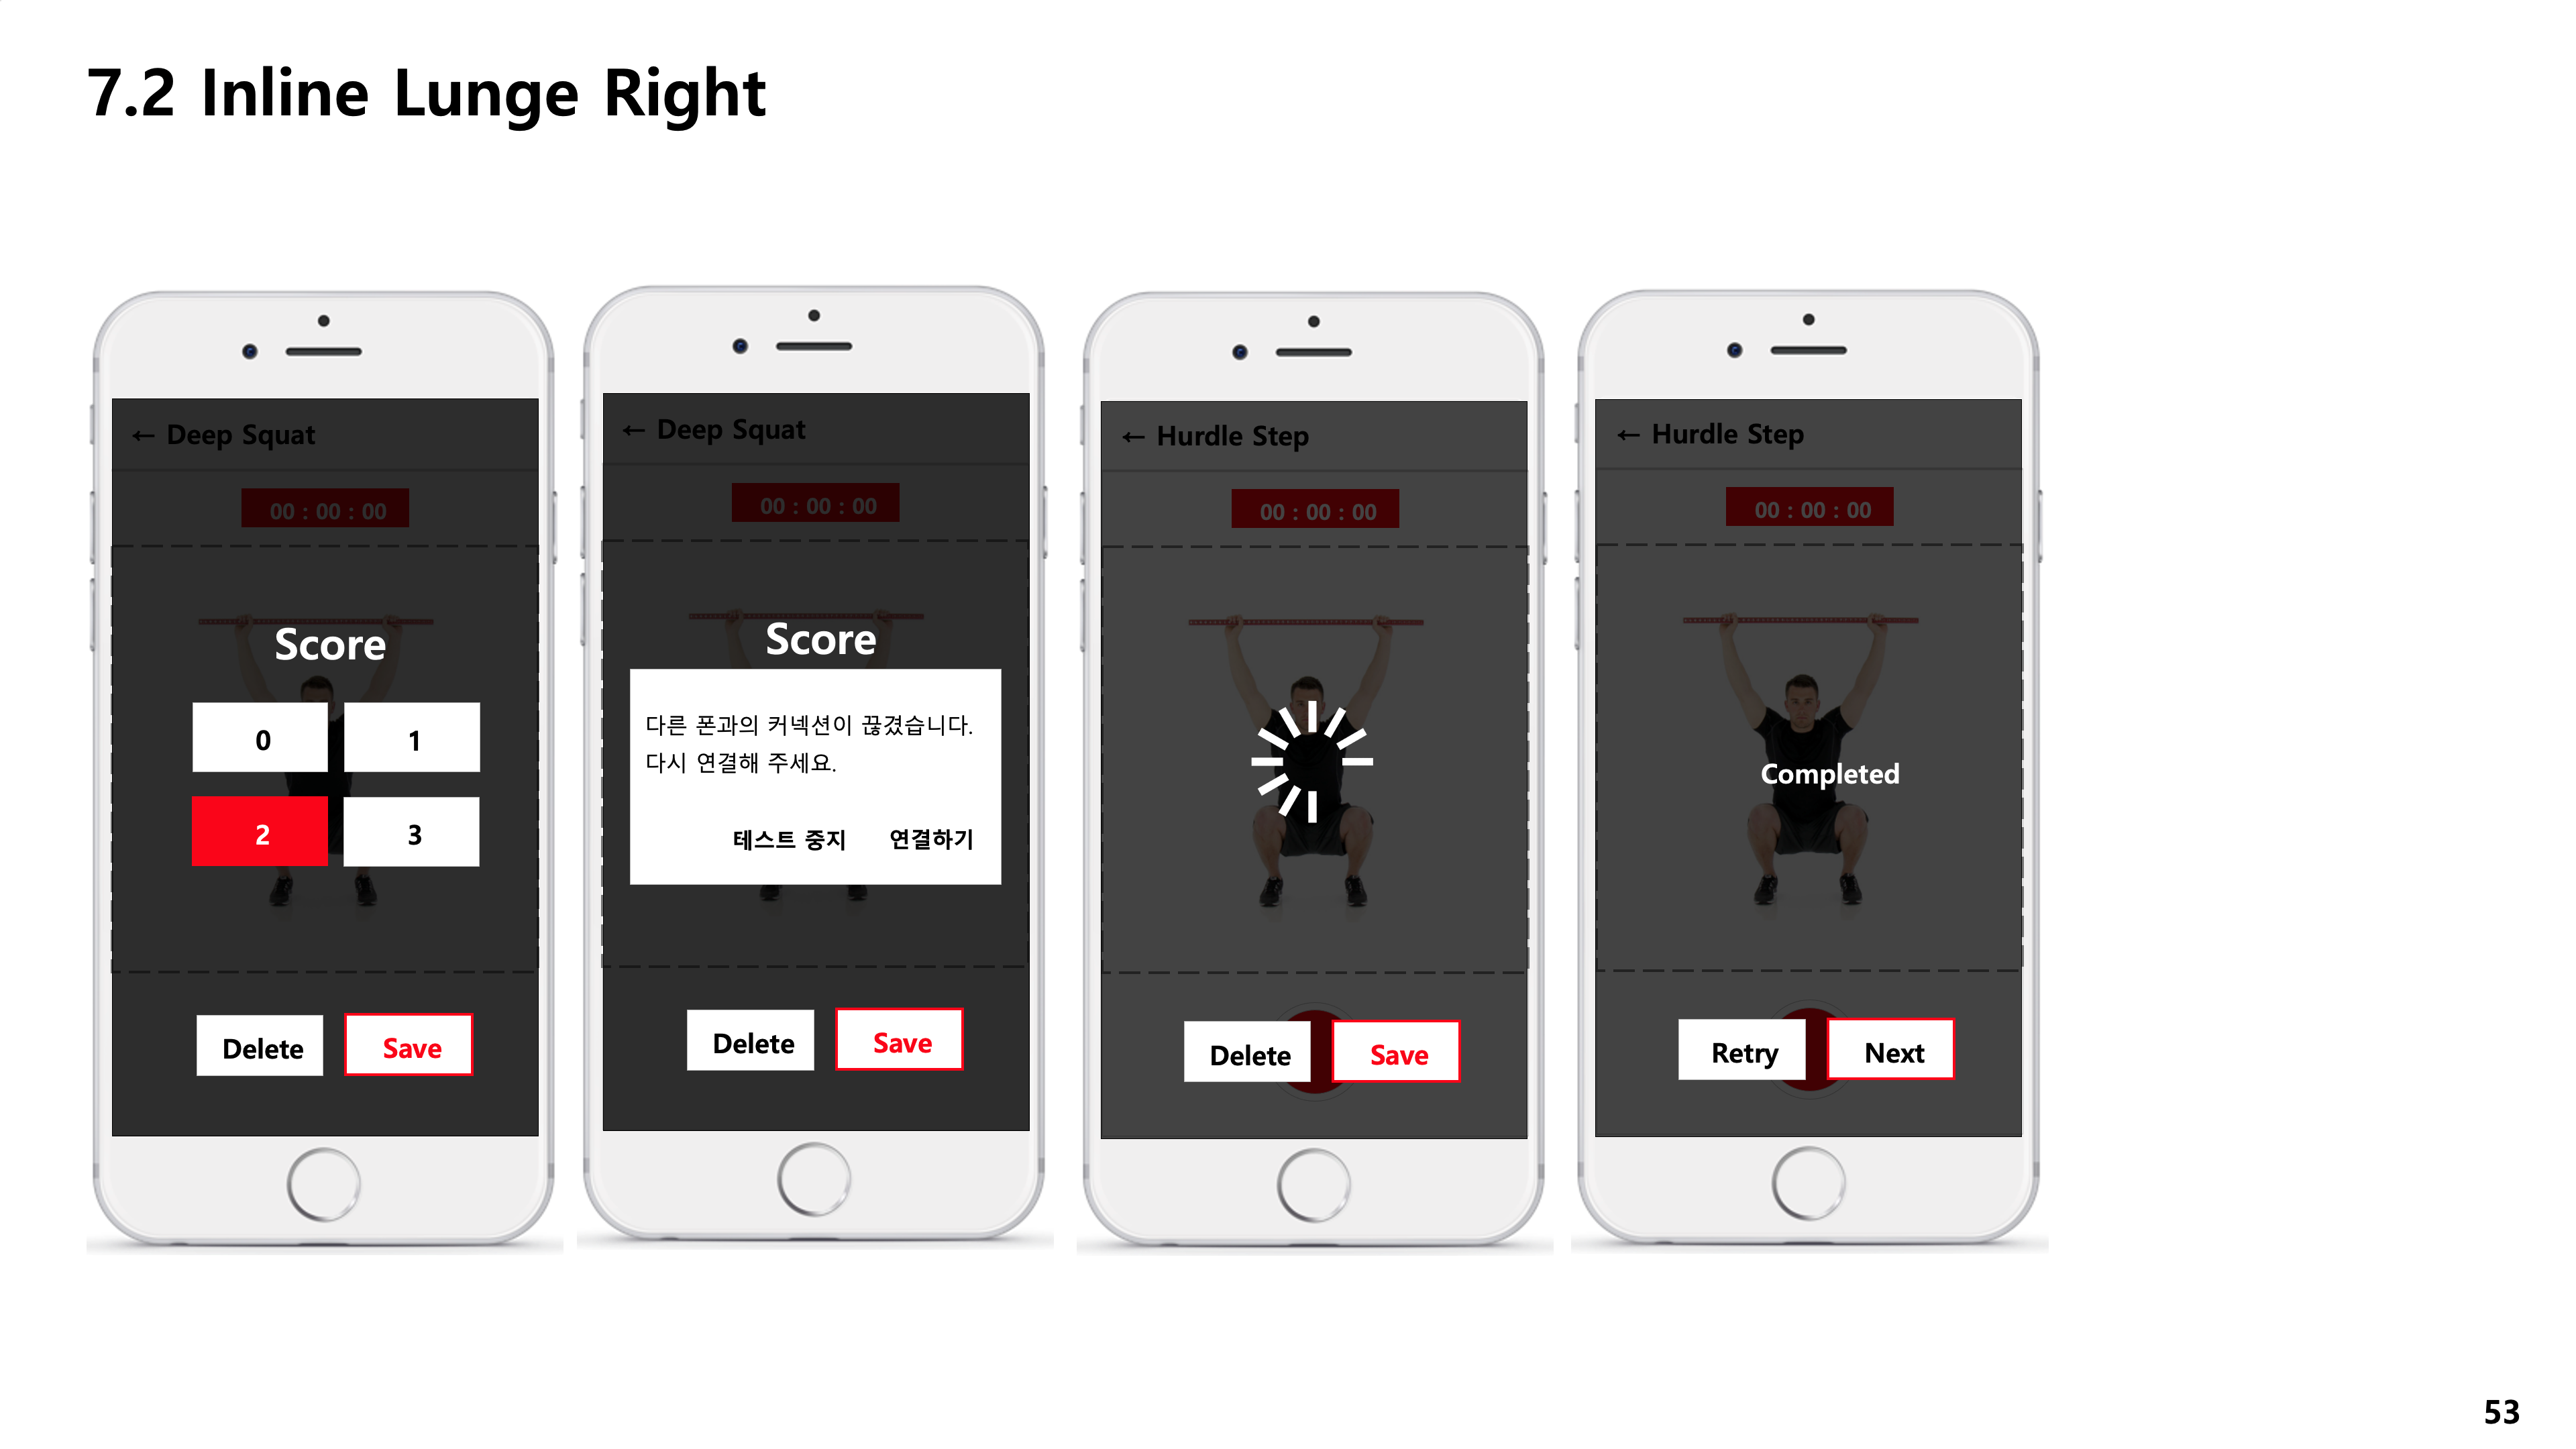 7.2 Inline Lunge Right
← Deep Squat
00 : 00 : 00
Score
0 1
2 3
Delete Save
← Deep Squat
00 : 00 : 00
Score
다른 폰과의 커넥션이 끊겼습니다.
다시 연결해 주세요.
테스트 중지 연결하기
Delete Save
← Hurdle Step
00 : 00 : 00
Delete Save
← Hurdle Step
00 : 00 : 00
Completed
Retry Next
53